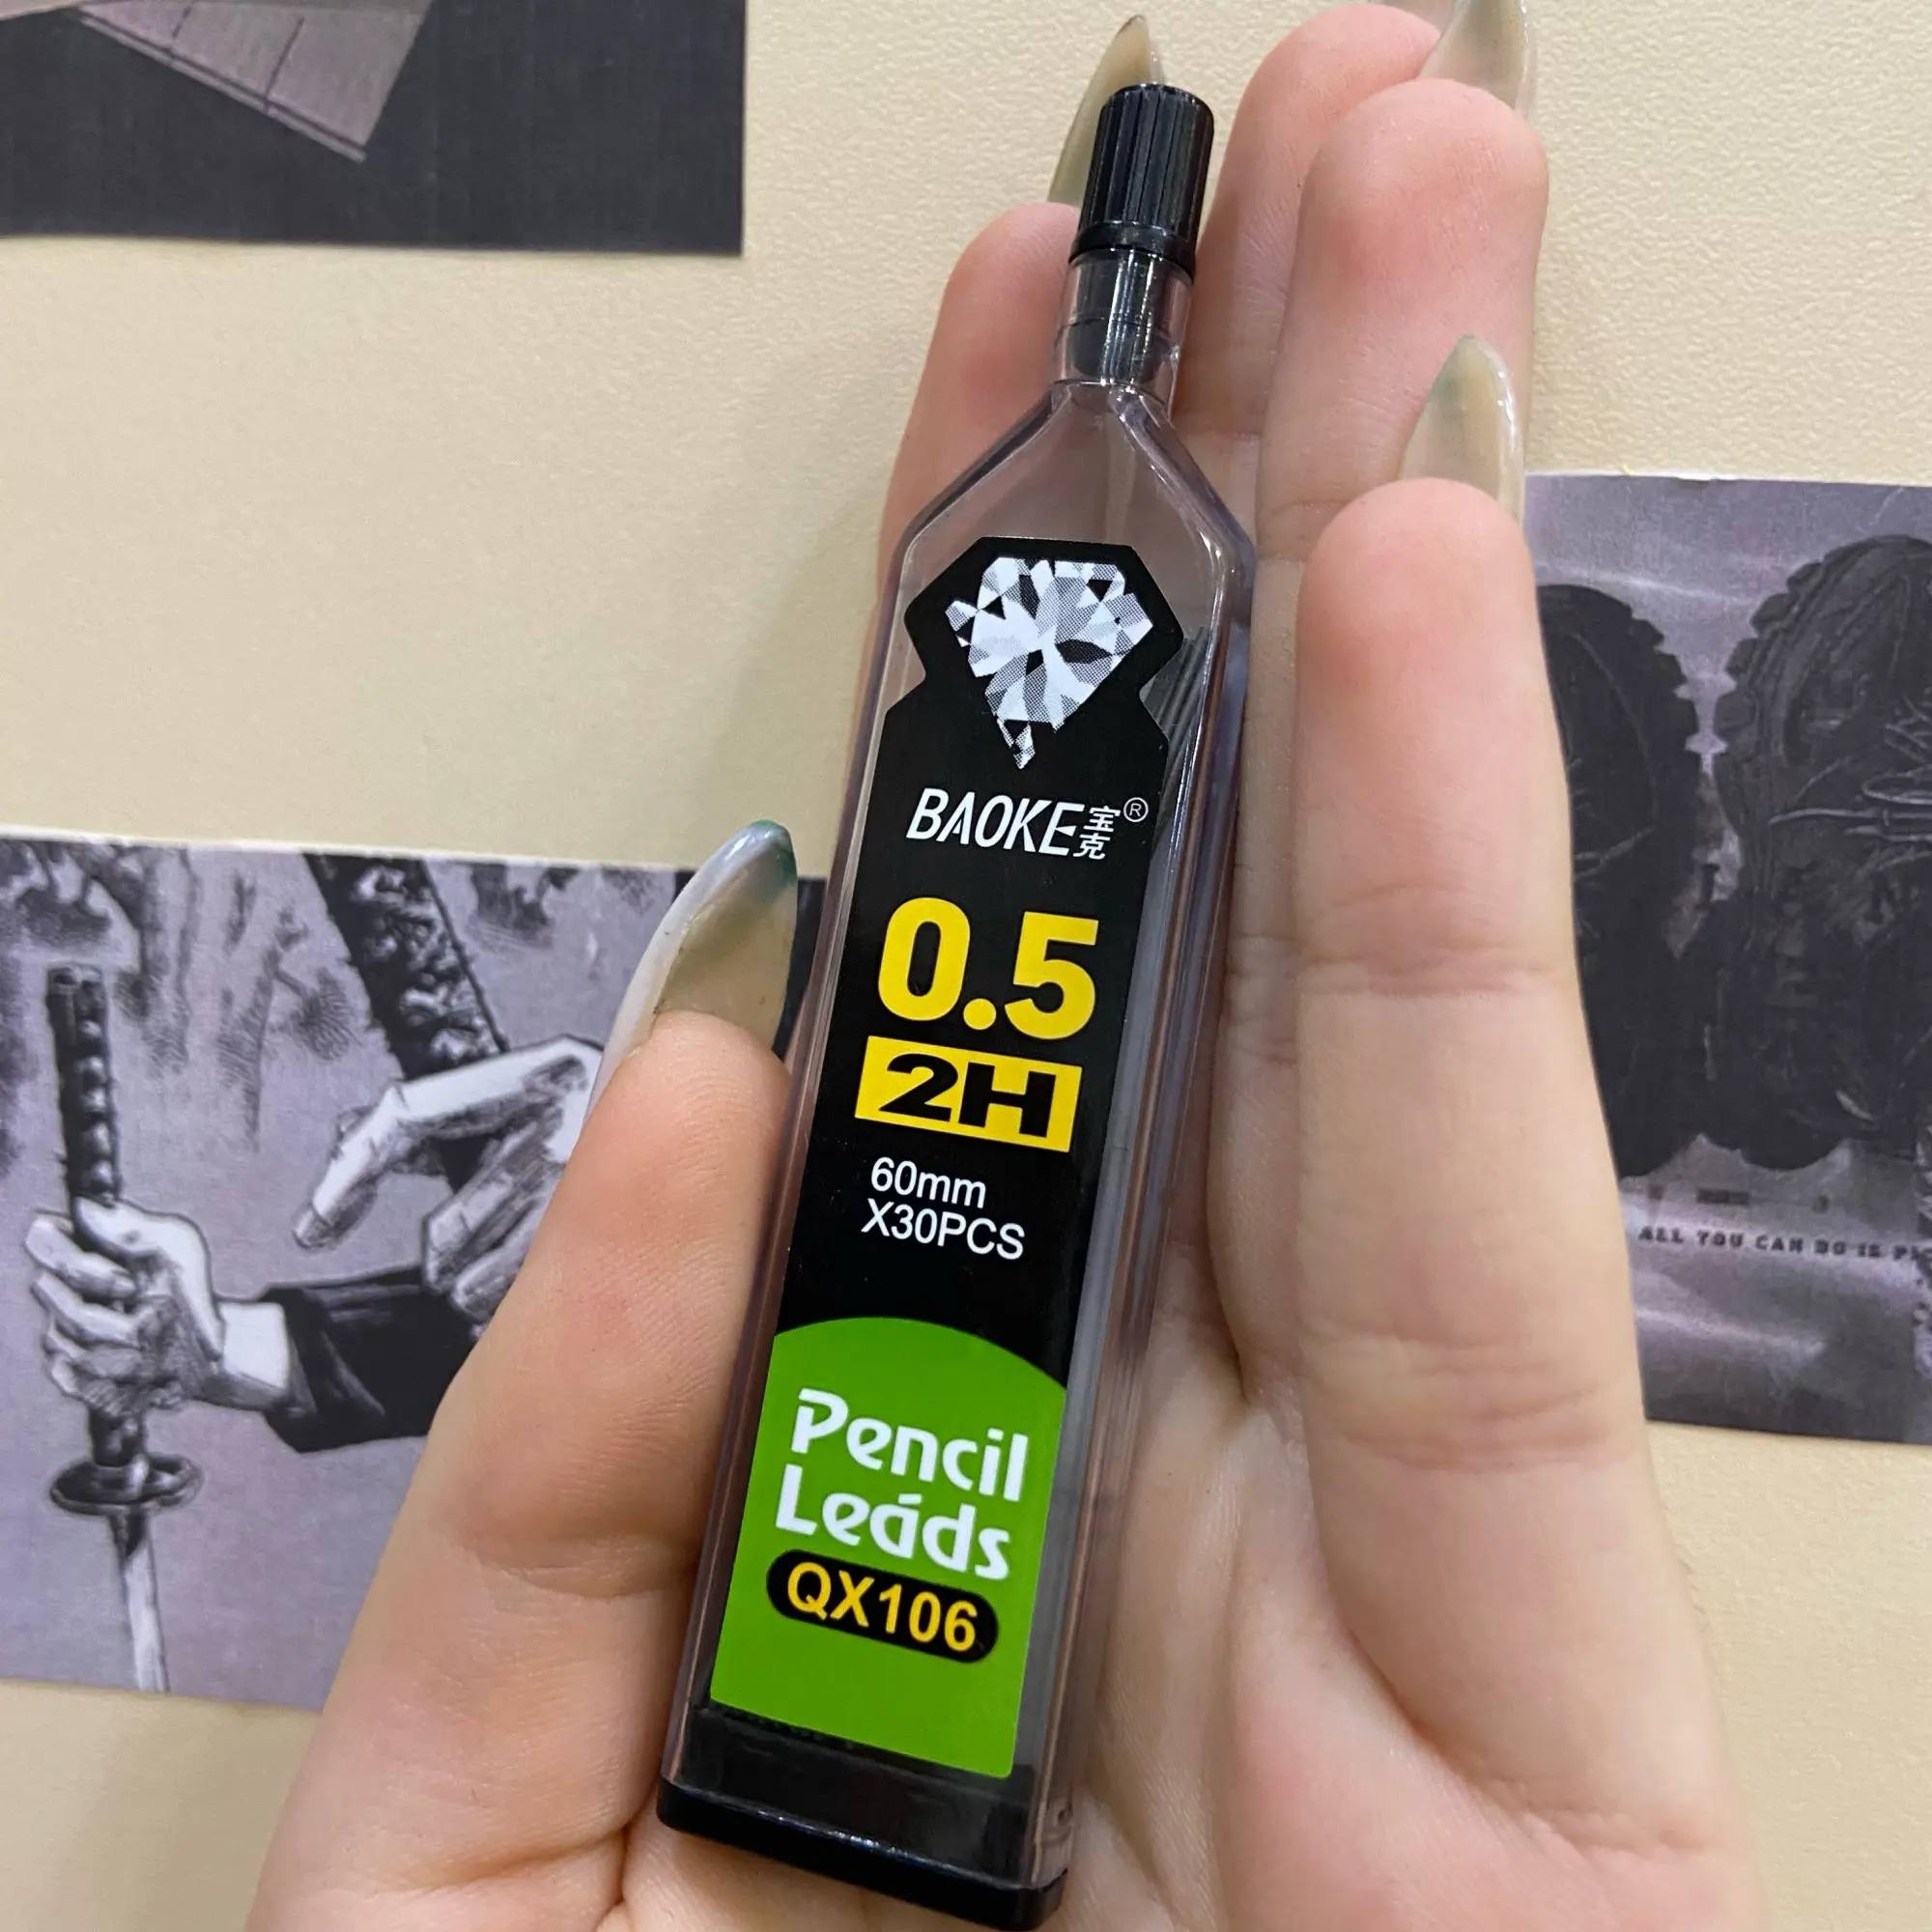 BAOKE宝克®
0.5
2H
60mm
X30PCS
Pencil
Leáds
QX106
ALL YOU CAN DO IS